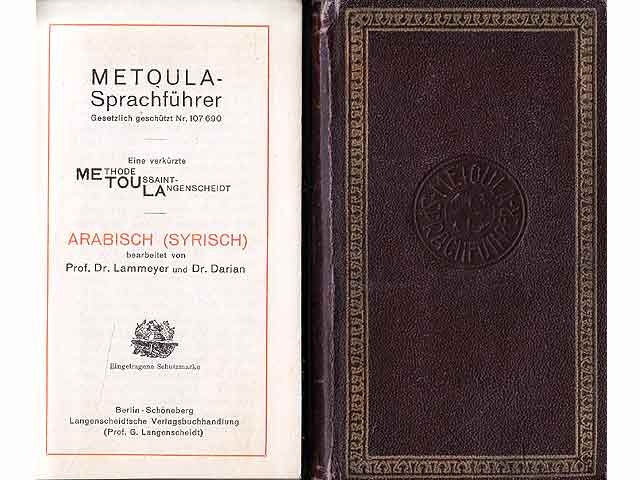 METOULA-
Sprachführer
Gesetzlich geschützt Nr. 107 690
Eine verkürzte
METHODE
TOUSSAINT-
LANGENSCHEIDT
ARABISCH (SYRISCH)
bearbeitet von
Prof. Dr. Lammeyer und Dr. Darian
Eingetragene Schutzmarke
Berlin-Schöneberg
Langenscheidtsche Verlagsbuchhandlung
(Prof. G. Langenscheidt)
METOULA-
SPRACHFÜHRER